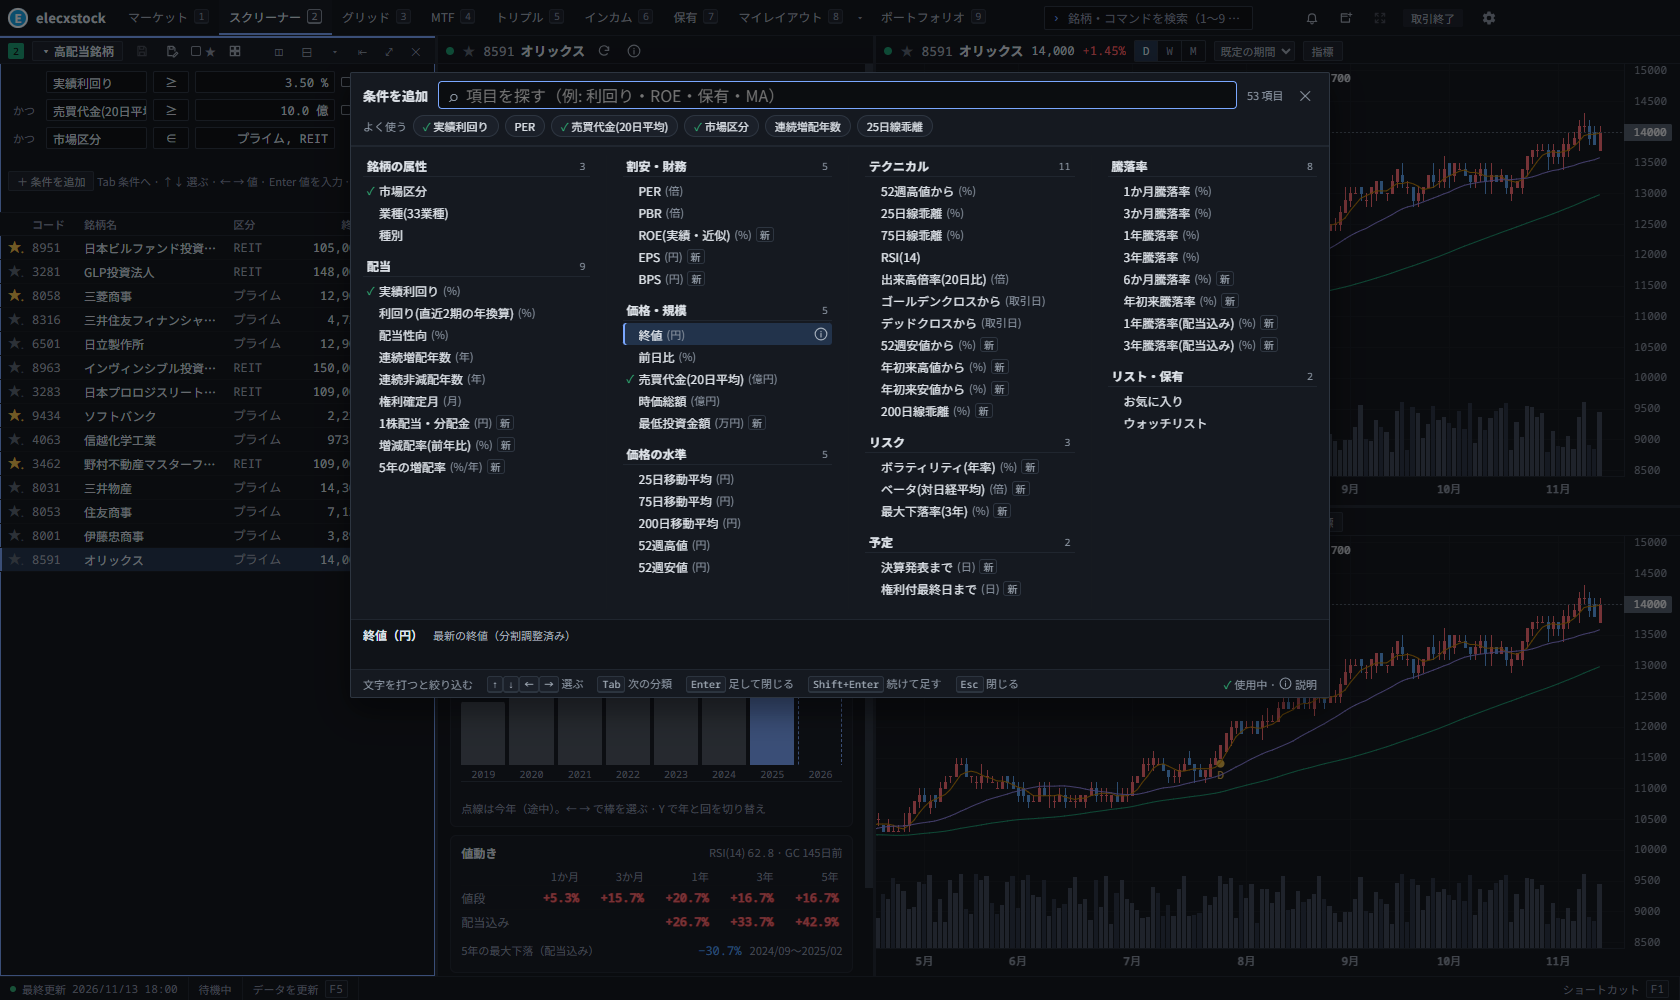 elecxstock マーケット 1 スクリーナー 2 グリッド 3 MTF 4 トリプル 5 インカム 6 保有 7 マイレイアウト 8 ポートフォリオ 9 › 銘柄・コマンドを検索（1〜9 … 取引終了
2 高配当銘柄
8591 オリックス
8591 オリックス 14,000 +1.45% D W M 既定の期間 指標
実績利回り ≥ 3.50 %
かつ 売買代金(20日平均 ≥ 10.0 億
かつ 市場区分 ∈ プライム, REIT
＋ 条件を追加 Tab 条件へ · ↑ ↓ 選ぶ · ← → 値 · Enter 値を入力 ·
コード 銘柄名 区分 終
8951 日本ビルファンド投資… REIT 105,0
3281 GLP投資法人 REIT 148,0
8058 三菱商事 プライム 12,9
8316 三井住友フィナンシャ… プライム 4,7
6501 日立製作所 プライム 12,9
8963 インヴィンシブル投資… REIT 150,0
3283 日本プロロジスリート… REIT 109,0
9434 ソフトバンク プライム 2,2
4063 信越化学工業 プライム 973
3462 野村不動産マスターフ… REIT 109,0
8031 三井物産 プライム 14,3
8053 住友商事 プライム 7,1
8001 伊藤忠商事 プライム 3,8
8591 オリックス プライム 14,0
条件を追加 項目を探す（例: 利回り・ROE・保有・MA） 53 項目
よく使う ✓ 実績利回り PER ✓ 売買代金(20日平均) ✓ 市場区分 連続増配年数 25日線乖離
銘柄の属性 3
✓ 市場区分
業種(33業種)
種別
配当 9
✓ 実績利回り (%)
利回り(直近2期の年換算) (%)
配当性向 (%)
連続増配年数 (年)
連続非減配年数 (年)
権利確定月 (月)
1株配当・分配金 (円) 新
増減配率(前年比) (%) 新
5年の増配率 (%/年) 新
割安・財務 5
PER (倍)
PBR (倍)
ROE(実績・近似) (%) 新
EPS (円) 新
BPS (円) 新
価格・規模 5
終値 (円)
前日比 (%)
✓ 売買代金(20日平均) (億円)
時価総額 (億円)
最低投資金額 (万円) 新
価格の水準 5
25日移動平均 (円)
75日移動平均 (円)
200日移動平均 (円)
52週高値 (円)
52週安値 (円)
テクニカル 11
52週高値から (%)
25日線乖離 (%)
75日線乖離 (%)
RSI(14)
出来高倍率(20日比) (倍)
ゴールデンクロスから (取引日)
デッドクロスから (取引日)
52週安値から (%) 新
年初来高値から (%) 新
年初来安値から (%) 新
200日線乖離 (%) 新
リスク 3
ボラティリティ(年率) (%) 新
ベータ(対日経平均) (倍) 新
最大下落率(3年) (%) 新
予定 2
決算発表まで (日) 新
権利付最終日まで (日) 新
騰落率 8
1か月騰落率 (%)
3か月騰落率 (%)
1年騰落率 (%)
3年騰落率 (%)
6か月騰落率 (%) 新
年初来騰落率 (%) 新
1年騰落率(配当込み) (%) 新
3年騰落率(配当込み) (%) 新
リスト・保有 2
お気に入り
ウォッチリスト
終値（円） 最新の終値（分割調整済み）
文字を打つと絞り込む ↑ ↓ ← → 選ぶ Tab 次の分類 Enter 足して閉じる Shift+Enter 続けて足す Esc 閉じる ✓ 使用中 · 説明
2019 2020 2021 2022 2023 2024 2025 2026
点線は今年（途中）。← → で棒を選ぶ · Y で年と回を切り替え
値動き RSI(14) 62.8 · GC 145日前
1か月 3か月 1年 3年 5年
値段 +5.3% +15.7% +20.7% +16.7% +16.7%
配当込み +26.7% +33.7% +42.9%
5年の最大下落（配当込み） −30.7% 2024/09〜2025/02
700
15000
14500
14000
13500
13000
12500
12000
11500
11000
10500
10000
9500
9000
8500
9月 10月 11月
700
15000
14500
14000
13500
13000
12500
12000
11500
11000
10500
10000
9500
9000
8500
D
5月 6月 7月 8月 9月 10月 11月
最終更新 2026/11/13 18:00 待機中 データを更新 F5 ショートカット F1